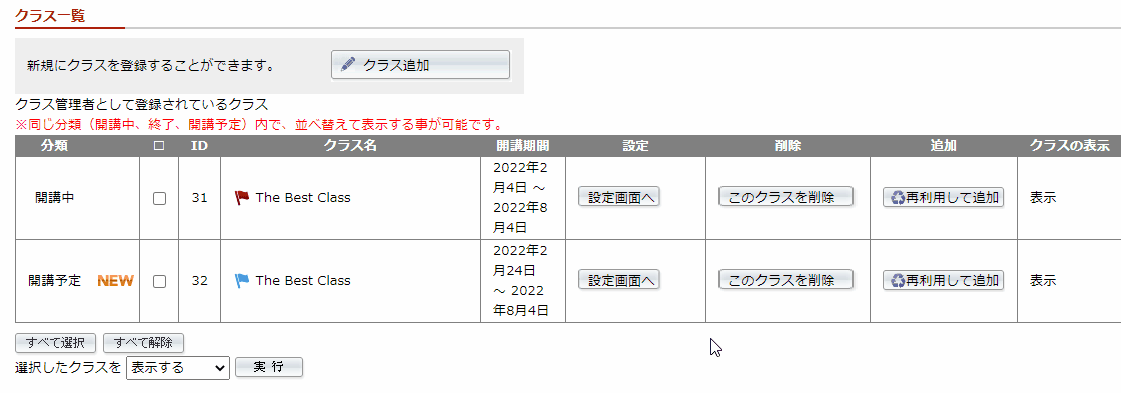 クラス一覧
新規にクラスを登録することができます。 クラス追加
クラス管理者として登録されているクラス
※同じ分類（開講中、終了、開講予定）内で、並べ替えて表示する事が可能です。
分類 ID クラス名 開講期間 設定 削除 追加 クラスの表示
開講中 31 The Best Class 2022年2
月4日 ～
2022年8
月4日
設定画面へ このクラスを削除 再利用して追加 表示
開講予定 NEW 32 The Best Class 2022年2
月24日
～ 2022
年8月4日
設定画面へ このクラスを削除 再利用して追加 表示
すべて選択 すべて解除
選択したクラスを 表示する 実 行